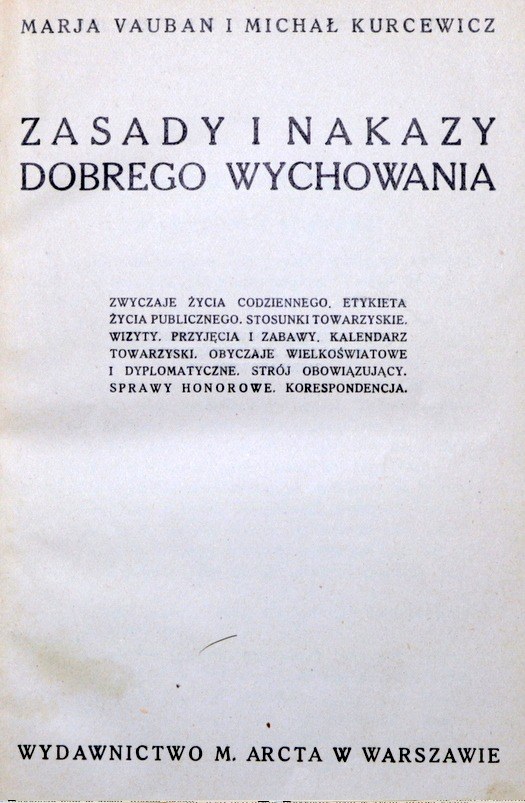 MARJA VAUBAN I MICHAŁ KURCEWICZ
ZASADY I NAKAZY
DOBREGO WYCHOWANIA
ZWYCZAJE ŻYCIA CODZIENNEGO. ETYKIETA
ŻYCIA PUBLICZNEGO. STOSUNKI TOWARZYSKIE.
WIZYTY. PRZYJĘCIA I ZABAWY. KALENDARZ
TOWARZYSKI. OBYCZAJE WIELKOŚWIATOWE
I DYPLOMATYCZNE. STRÓJ OBOWIĄZUJĄCY.
SPRAWY HONOROWE. KORESPONDENCJA.
WYDAWNICTWO M. ARCTA W WARSZAWIE